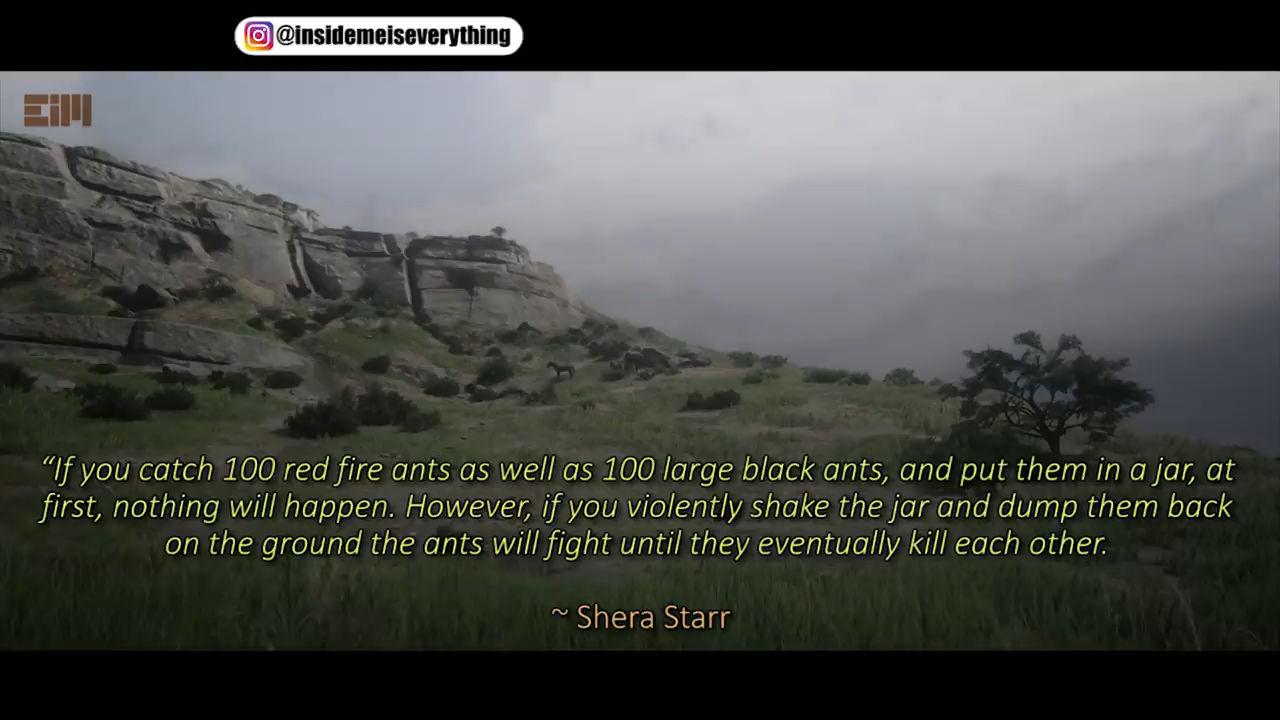 @insidemeiseverything
EiM
“If you catch 100 red fire ants as well as 100 large black ants, and put them in a jar, at
first, nothing will happen. However, if you violently shake the jar and dump them back
on the ground the ants will fight until they eventually kill each other.
~ Shera Starr